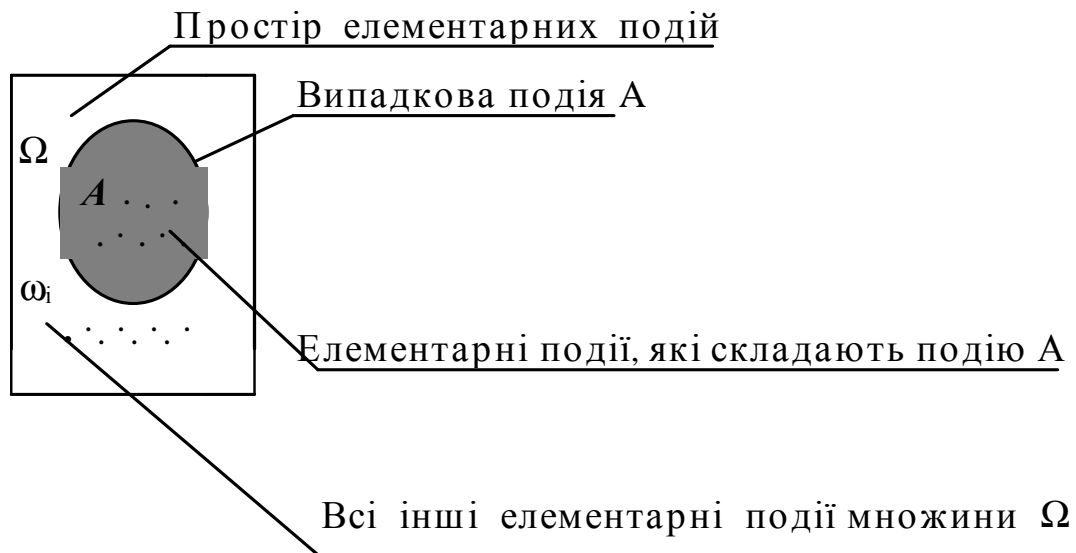 Простір елементарних подій
Випадкова подія А
Ω
A
ωi
Елементарні події, які складають подію А
Всі інші елементарні події множини Ω